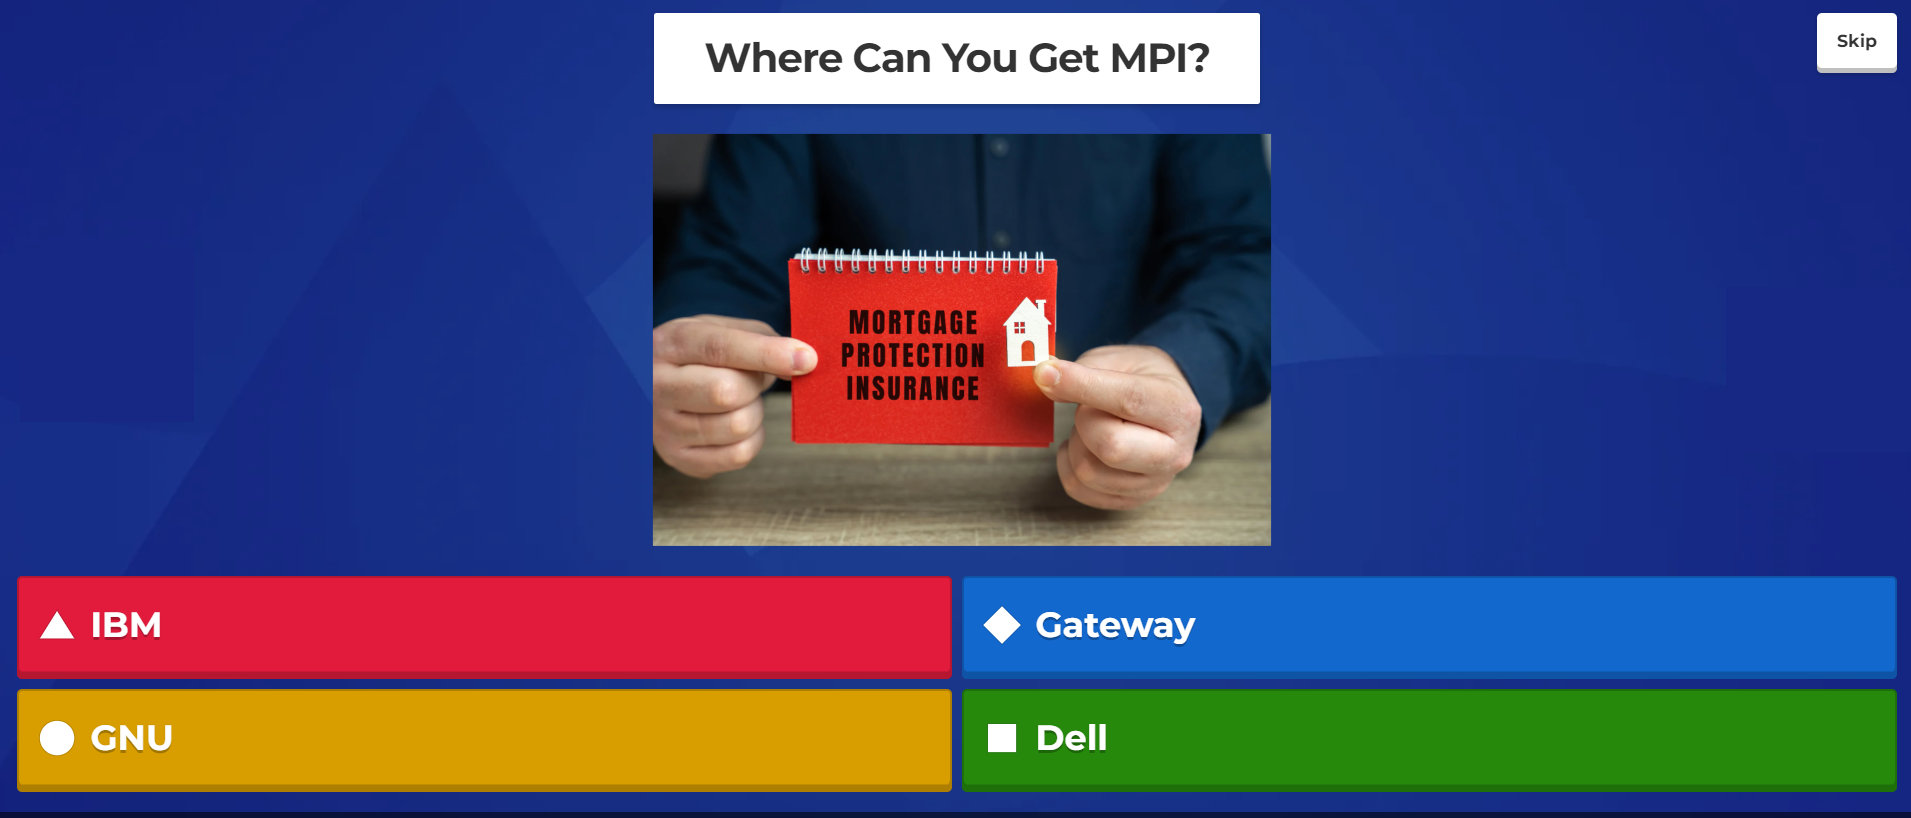 Where Can You Get MPI?
Skip
MORTGAGE
PROTECTION
INSURANCE
IBM
Gateway
GNU
Dell